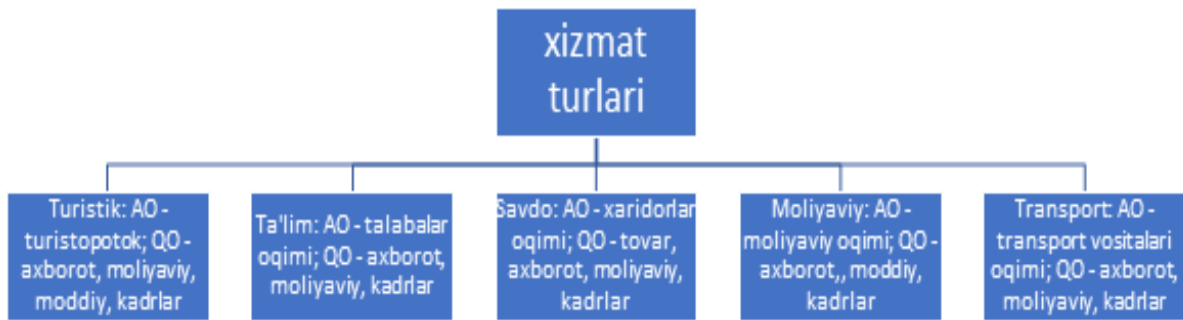 xizmat
turlari
Turistik: AO -
turistopotok; QO -
axborot, moliyaviy,
moddiy, kadrlar
Ta'lim: AO - talabalar
oqimi; QO - axborot,
moliyaviy, kadrlar
Savdo: AO - xaridorlar
oqimi; QO - tovar,
axborot, moliyaviy,
kadrlar
Moliyaviy: AO -
moliyaviy oqimi; QO -
axborot,, moddiy,
kadrlar
Transport: AO -
transport vositalari
oqimi; QO - axborot,
moliyaviy, kadrlar